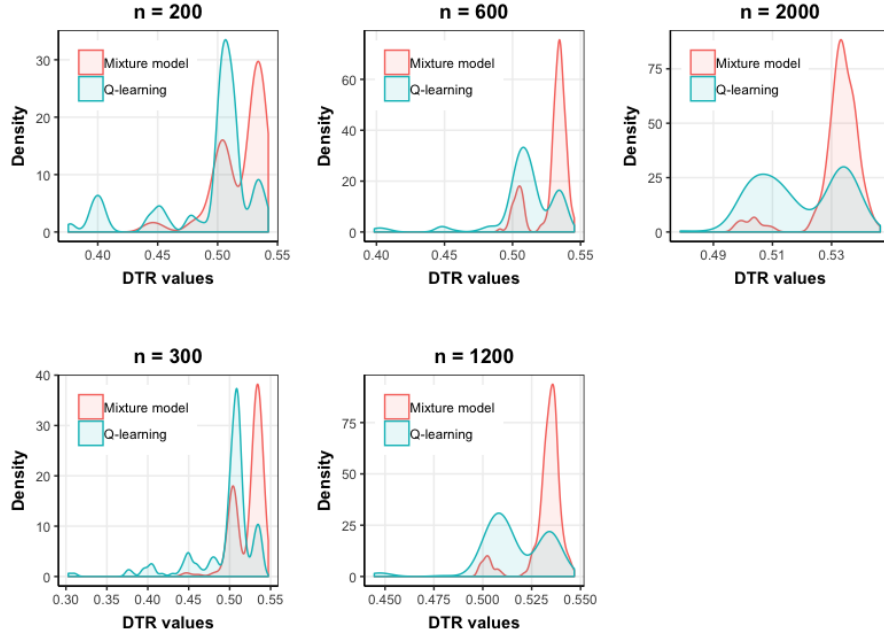 n = 200
30
20
10
0
Density
Mixture model
Q-learning
0.40
0.45
0.50
0.55
DTR values
n = 600
60
40
20
0
Density
Mixture model
Q-learning
0.40
0.45
0.50
DTR values
n = 2000
75
50
25
0
Density
Mixture model
Q-learning
0.49
0.51
0.53
DTR values
n = 300
40
30
20
10
0
Density
Mixture model
Q-learning
0.30
0.35
0.40
0.45
0.50
0.55
DTR values
n = 1200
75
50
25
0
Density
Mixture model
Q-learning
0.450
0.475
0.500
0.525
0.550
DTR values